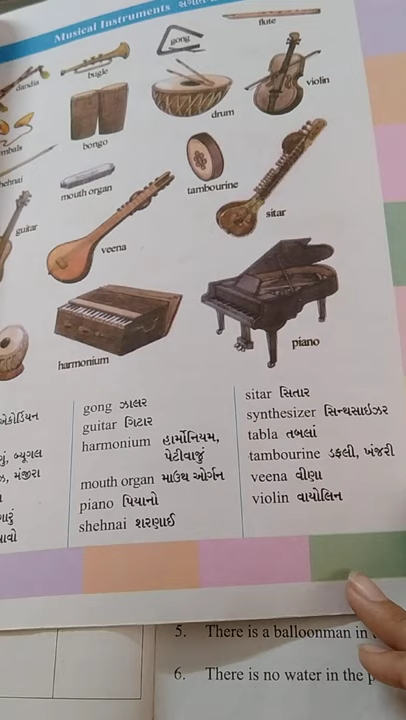 Musical Instruments
dandia
bugle
gong
flute
violin
drum
bongo
mouth organ
tambourine
sitar
guitar
veena
harmonium
piano
gong ઝાલર
guitar ગિટાર
harmonium હાર્મોનિયમ,
પેટીવાજું
mouth organ માઉથ ઓર્ગન
piano પિયાનો
shehnai શરણાઈ
sitar સિતાર
synthesizer સિન્થસાઇઝર
tabla તબલાં
tambourine ડફલી, ખંજરી
veena વીણા
violin વાયોલિન
5. There is a balloonman in
6. There is no water in the